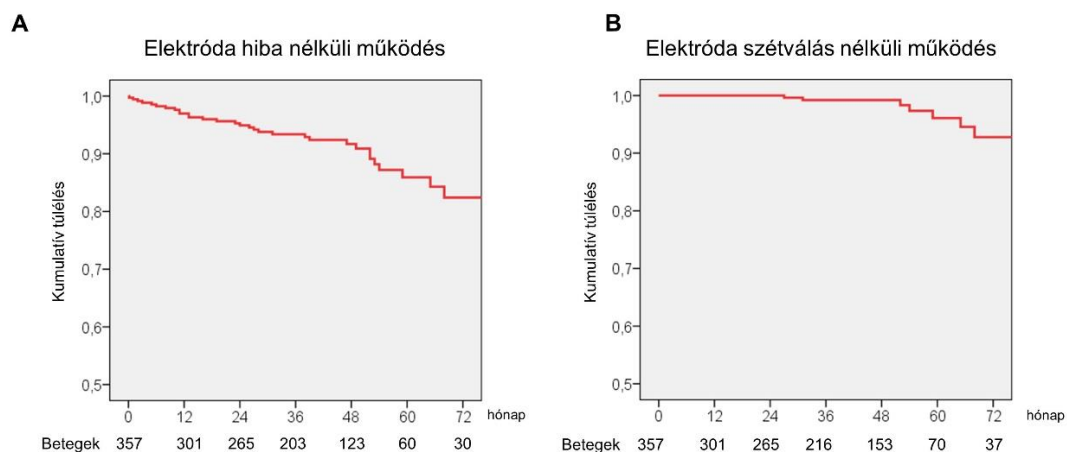 A
Elektróda hiba nélküli működés
Kumulatív túlélés
1,0
0,9
0,8
0,7
0,6
0,5
0 12 24 36 48 60 72 hónap
Betegek 357 301 265 203 123 60 30
B
Elektróda szétválás nélküli működés
Kumulatív túlélés
1,0
0,9
0,8
0,7
0,6
0,5
0 12 24 36 48 60 72 hónap
Betegek 357 301 265 216 153 70 37